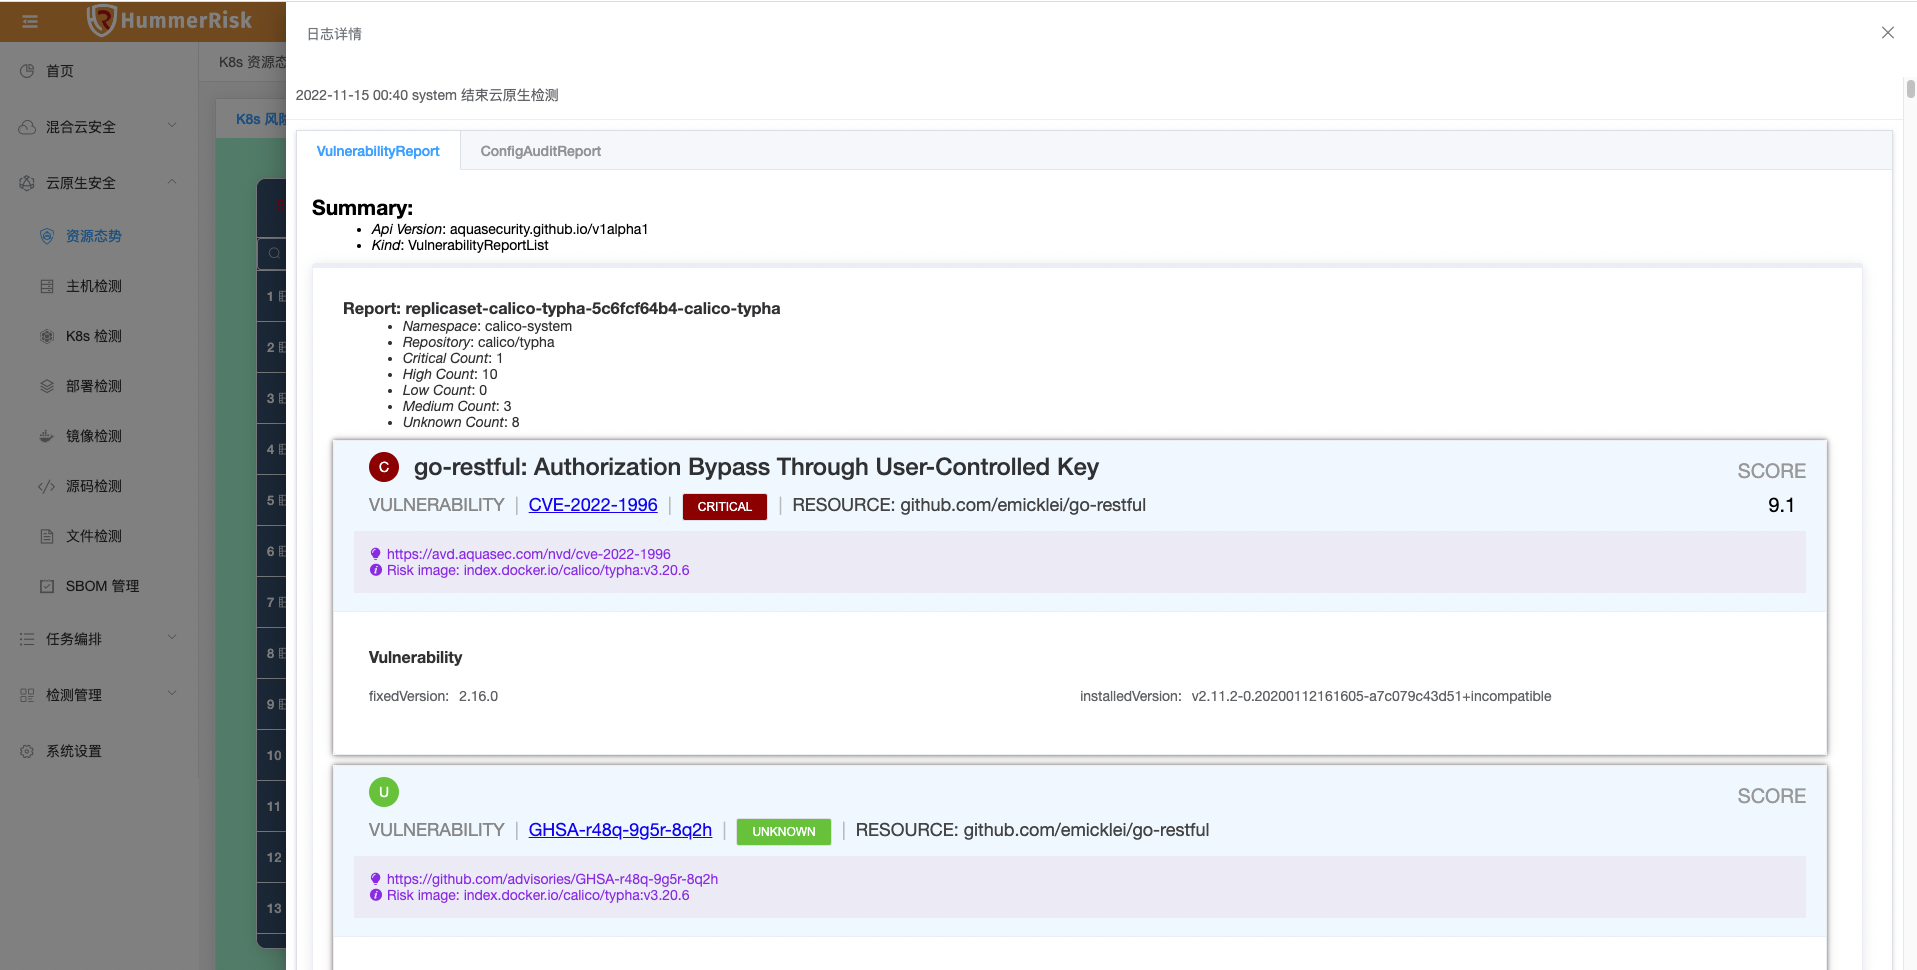 HummerRisk
日志详情
首页
K8s 资源态
2022-11-15 00:40 system 结束云原生检测
混合云安全
K8s 风险
VulnerabilityReport
ConfigAuditReport
云原生安全
Summary:
• Api Version: aquasecurity.github.io/v1alpha1
• Kind: VulnerabilityReportList
资源态势
主机检测
K8s 检测
部署检测
镜像检测
源码检测
文件检测
SBOM 管理
任务编排
检测管理
系统设置
1
2
3
4
5
6
7
8
9
10
11
12
13
Report: replicaset-calico-typha-5c6fcf64b4-calico-typha
• Namespace: calico-system
• Repository: calico/typha
• Critical Count: 1
• High Count: 10
• Low Count: 0
• Medium Count: 3
• Unknown Count: 8
C go-restful: Authorization Bypass Through User-Controlled Key SCORE
VULNERABILITY | CVE-2022-1996 | CRITICAL | RESOURCE: github.com/emicklei/go-restful 9.1
https://avd.aquasec.com/nvd/cve-2022-1996
Risk image: index.docker.io/calico/typha:v3.20.6
Vulnerability
fixedVersion: 2.16.0 installedVersion: v2.11.2-0.20200112161605-a7c079c43d51+incompatible
U SCORE
VULNERABILITY | GHSA-r48q-9g5r-8q2h | UNKNOWN | RESOURCE: github.com/emicklei/go-restful
https://github.com/advisories/GHSA-r48q-9g5r-8q2h
Risk image: index.docker.io/calico/typha:v3.20.6